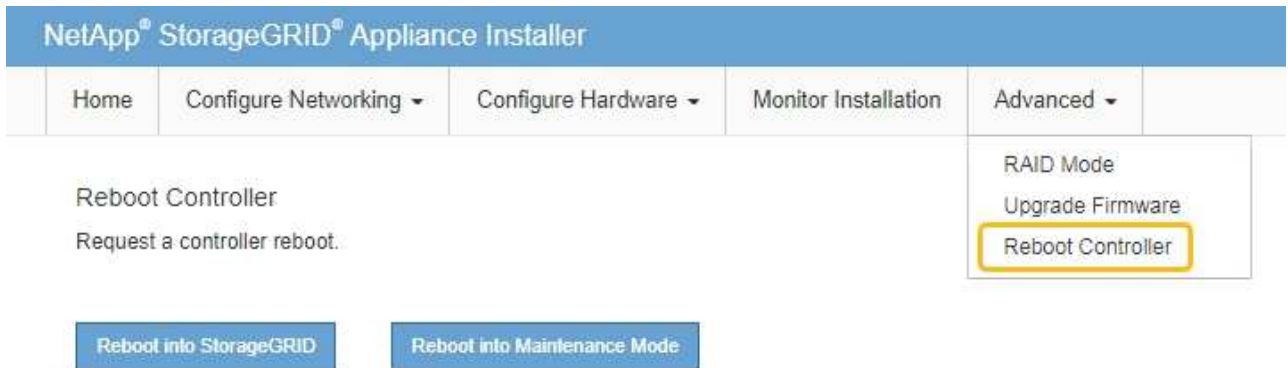 NetApp® StorageGRID® Appliance Installer
Home Configure Networking Configure Hardware Monitor Installation Advanced
RAID Mode
Upgrade Firmware
Reboot Controller
Reboot Controller
Request a controller reboot.
Reboot into StorageGRID Reboot into Maintenance Mode